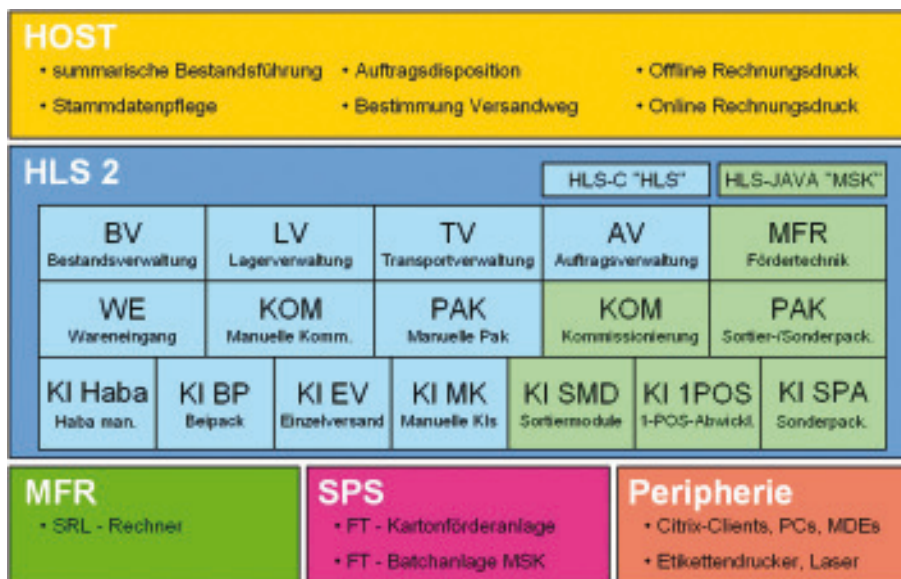 HOST
• summarische Bestandsführung • Auftragsdisposition • Offline Rechnungsdruck
• Stammdatenpflege • Bestimmung Versandweg • Online Rechnungsdruck
HLS 2
HLS-C "HLS" HLS-JAVA "MSK"
BV LV TV AV MFR
Bestandsverwaltung Lagerverwaltung Transportverwaltung Auftragsverwaltung Fördertechnik
WE KOM PAK KOM PAK
Wareneingang Manuelle Komm. Manuelle Pak Kommissionierung Sortier-/Sonderpack.
KI Haba KI BP KI EV KI MK KI SMD KI 1POS KI SPA
Haba man. Beipack Einzelversand Manuelle KIs Sortiermodule 1-POS-Abwickl. Sonderpack.
MFR SPS Peripherie
• SRL - Rechner • FT - Kartonförderanlage • Citrix-Clients, PCs, MDEs
• FT - Batchanlage MSK • Etikettendrucker, Laser